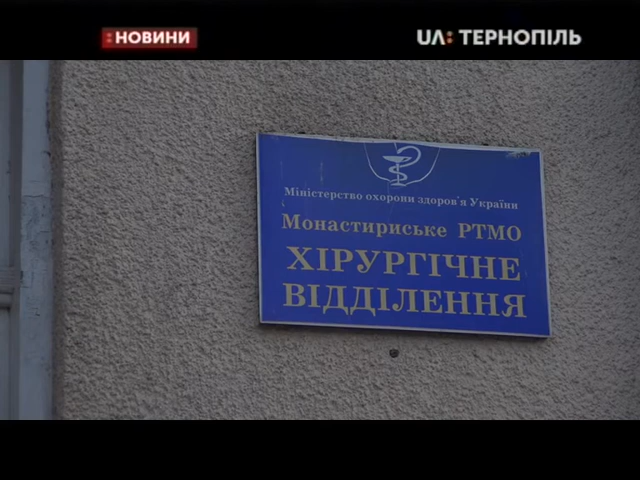 :НОВИНИ
UA: ТЕРНОПІЛЬ
Міністерство охорони здоров'я України
Монастириське РТМО
ХІРУРГІЧНЕ
ВІДДІЛЕННЯ